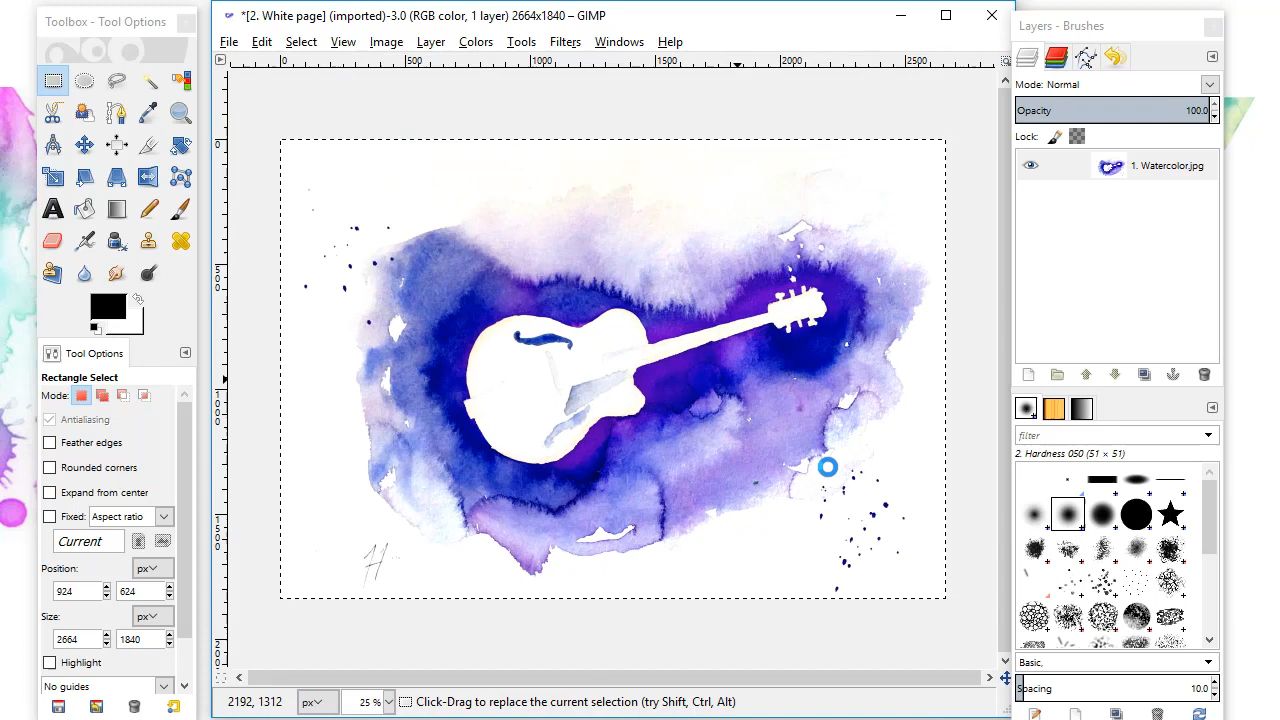 Toolbox - Tool Options
*[2. White page] (imported)-3.0 (RGB color, 1 layer) 2664x1840 – GIMP
Layers - Brushes
File Edit Select View Image Layer Colors Tools Filters Windows Help
0 500 1000 1500 2000 2500
Mode: Normal
Opacity 100.0
Lock:
1. Watercolor.jpg
0
500
1000
1500
Tool Options
Rectangle Select
Mode:
Antialiasing
Feather edges
Rounded corners
Expand from center
Fixed: Aspect ratio
Current
Position:
px
924 624
Size:
px
2664 1840
Highlight
No guides
filter
2. Hardness 050 (51 × 51)
Basic,
Spacing 10.0
2192, 1312 px 25 % Click-Drag to replace the current selection (try Shift, Ctrl, Alt)